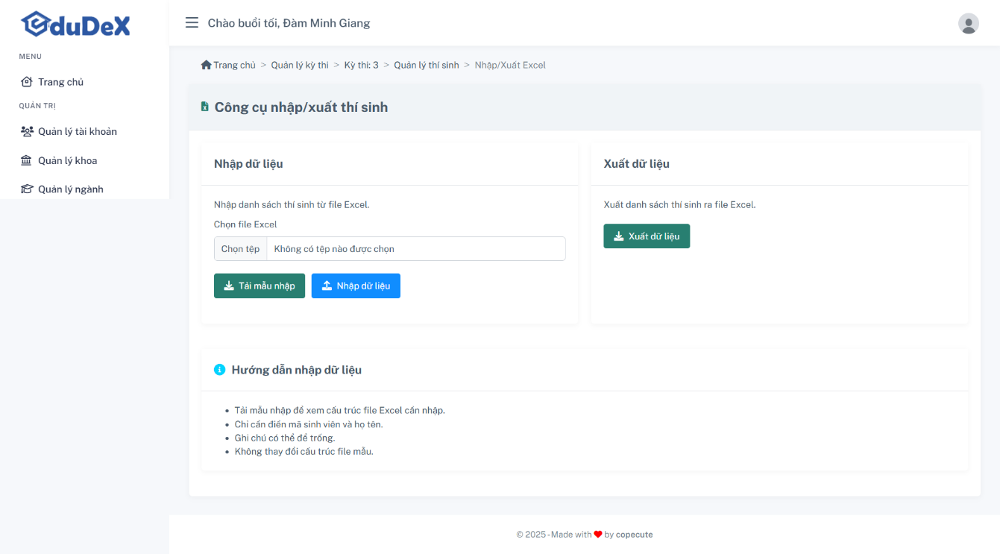 EduDeX
Chào buổi tối, Đàm Minh Giang
MENU
Trang chủ
QUẢN TRỊ
Quản lý tài khoản
Quản lý khoa
Quản lý ngành
Trang chủ > Quản lý kỳ thi > Kỳ thi: 3 > Quản lý thí sinh > Nhập/Xuất Excel
Công cụ nhập/xuất thí sinh
Nhập dữ liệu
Nhập danh sách thí sinh từ file Excel.
Chọn file Excel
Chọn tệp Không có tệp nào được chọn
Tải mẫu nhập Nhập dữ liệu
Xuất dữ liệu
Xuất danh sách thí sinh ra file Excel.
Xuất dữ liệu
Hướng dẫn nhập dữ liệu
• Tải mẫu nhập để xem cấu trúc file Excel cần nhập.
• Chỉ cần điền mã sinh viên và họ tên.
• Ghi chú có thể để trống.
• Không thay đổi cấu trúc file mẫu.
© 2025 - Made with ❤ by copecute